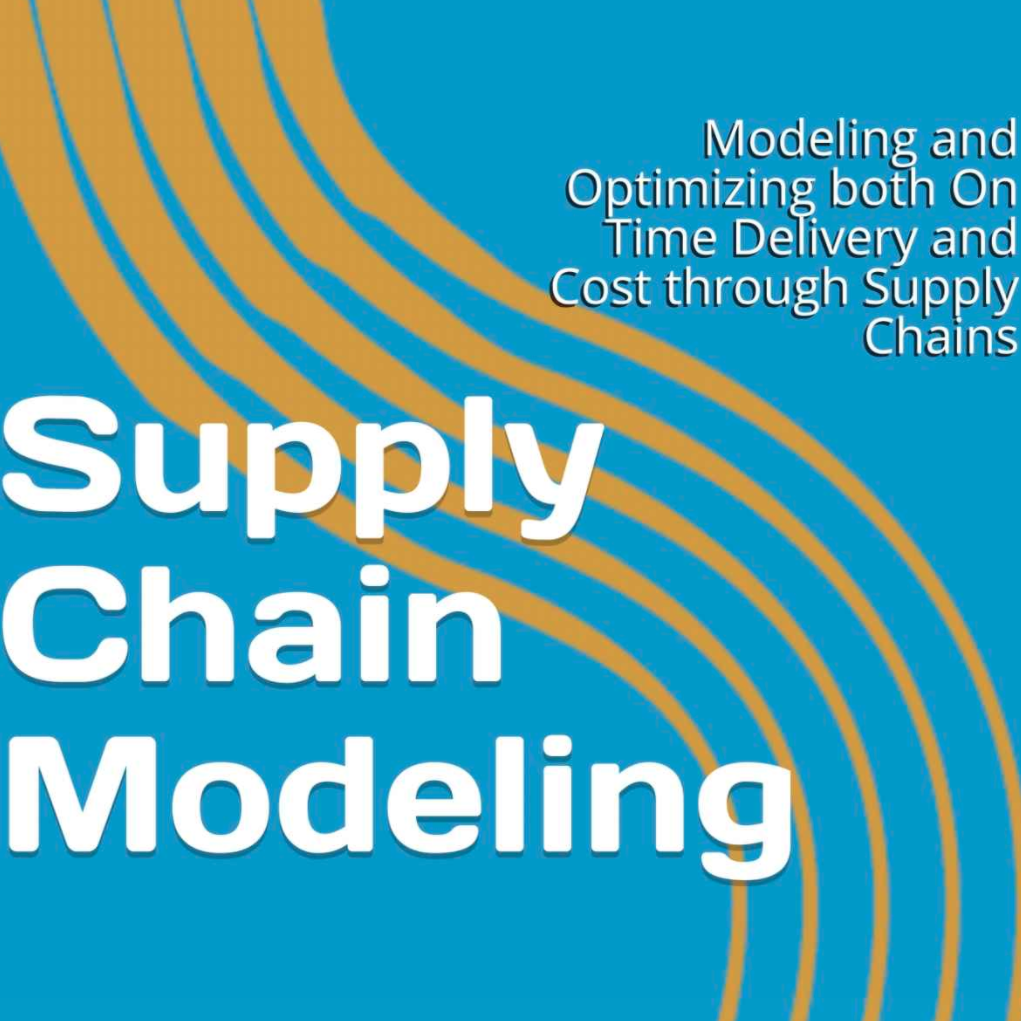 Modeling and
Optimizing both On
Time Delivery and
Cost through Supply
Chains
Supply
Chain
Modeling